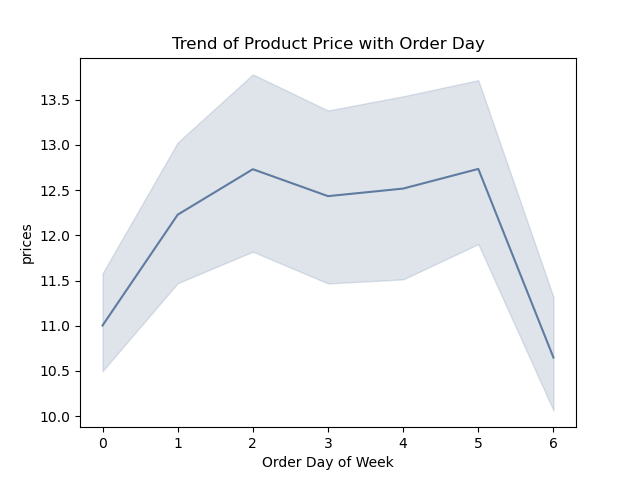 Trend of Product Price with Order Day
prices
13.5
13.0
12.5
12.0
11.5
11.0
10.5
10.0
0 1 2 3 4 5 6
Order Day of Week